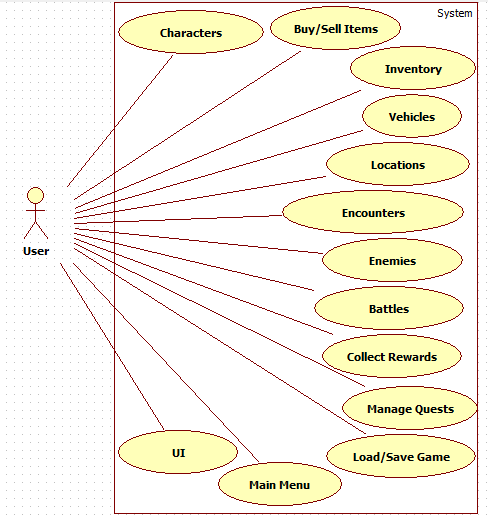 System
Characters
Buy/Sell Items
Inventory
Vehicles
Locations
User
Encounters
Enemies
Battles
Collect Rewards
Manage Quests
UI
Load/Save Game
Main Menu